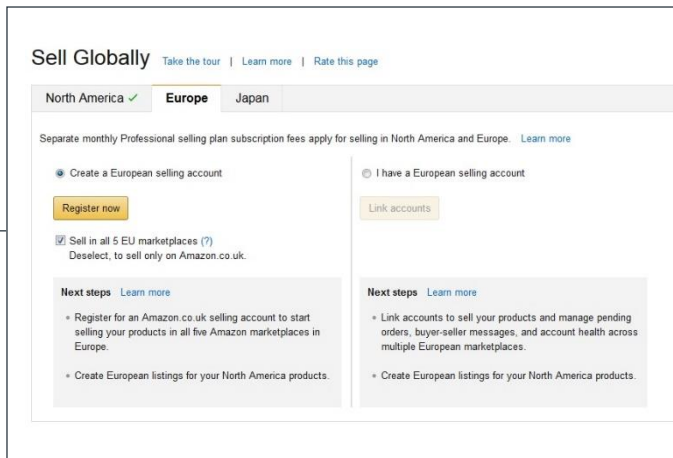 Sell Globally Take the tour | Learn more | Rate this page
North America ✓ Europe Japan
Separate monthly Professional selling plan subscription fees apply for selling in North America and Europe. Learn more
Create a European selling account
Register now
Sell in all 5 EU marketplaces (?)
Deselect, to sell only on Amazon.co.uk.
Next steps Learn more
• Register for an Amazon.co.uk selling account to start
selling your products in all five Amazon marketplaces in
Europe.
• Create European listings for your North America products.
I have a European selling account
Link accounts
Next steps Learn more
• Link accounts to sell your products and manage pending
orders, buyer-seller messages, and account health across
multiple European marketplaces.
• Create European listings for your North America products.